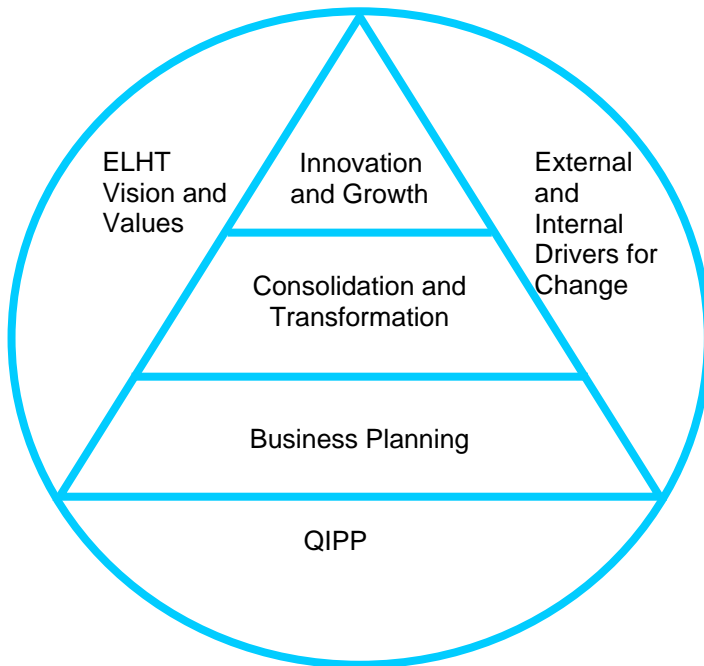 ELHT
Vision and
Values
Innovation
and Growth
External
and
Internal
Drivers for
Change
Consolidation and
Transformation
Business Planning
QIPP